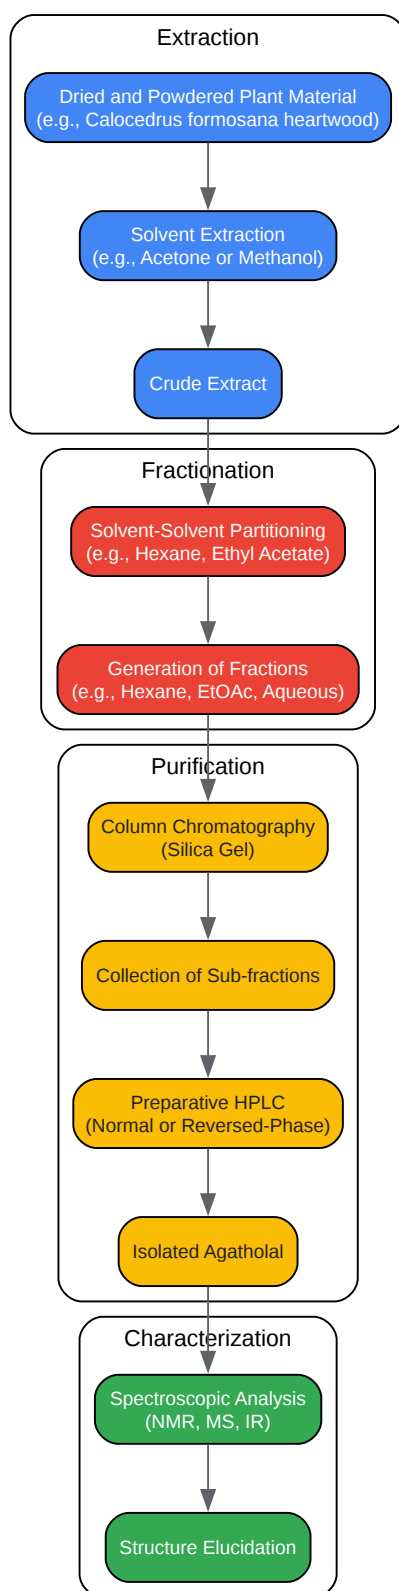 Extraction
Dried and Powdered Plant Material
(e.g., Calocedrus formosana heartwood)
Solvent Extraction
(e.g., Acetone or Methanol)
Crude Extract
Fractionation
Solvent-Solvent Partitioning
(e.g., Hexane, Ethyl Acetate)
Generation of Fractions
(e.g., Hexane, EtOAc, Aqueous)
Purification
Column Chromatography
(Silica Gel)
Collection of Sub-fractions
Preparative HPLC
(Normal or Reversed-Phase)
Isolated Agatholal
Characterization
Spectroscopic Analysis
(NMR, MS, IR)
Structure Elucidation